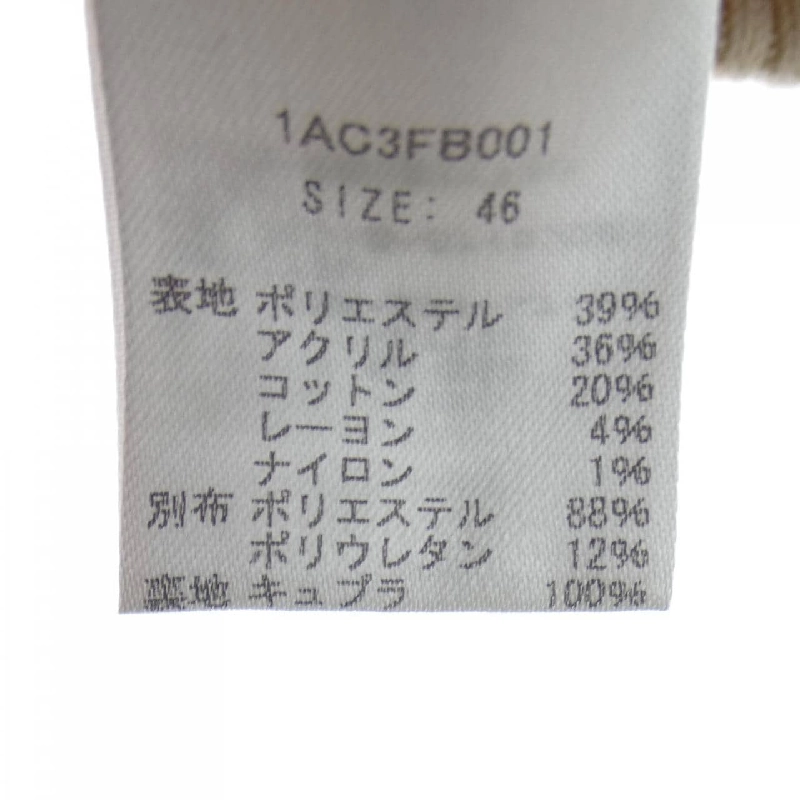 1AC3FB001
SIZE: 46
表地 ポリエステル 39%
アクリル 36%
コットン 20%
レーヨン 4%
ナイロン 1%
別布 ポリエステル 88%
ポリウレタン 12%
裏地 キュプラ 100%